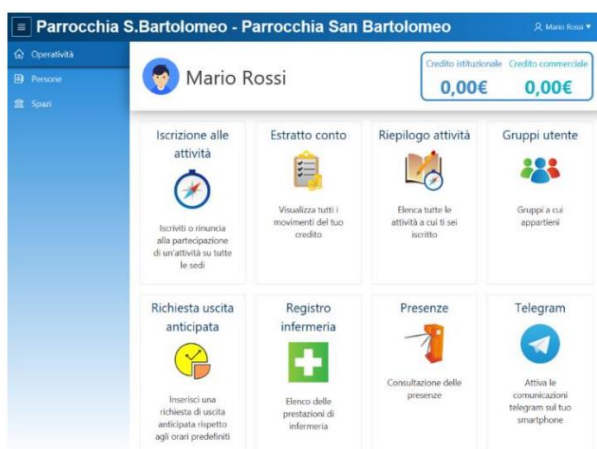 Parrocchia S.Bartolomeo - Parrocchia San Bartolomeo
Mario Rossi
Operatività
Persone
Spazi
Mario Rossi
Credito istituzionale
0,00€
Credito commerciale
0,00€
Iscrizione alle
attività
Iscriviti o rinuncia
alla partecipazione
di un'attività su tutte
le sedi
Estratto conto
Visualizza tutti i
movimenti del tuo
credito
Riepilogo attività
Elenca tutte le
attività a cui ti sei
iscritto
Gruppi utente
Gruppi a cui
appartieni
Richiesta uscita
anticipata
Inserisci una
richiesta di uscita
anticipata rispetto
agli orari predefiniti
Registro
infermeria
Elenco delle
prestazioni di
infermeria
Presenze
Consultazione delle
presenze
Telegram
Attiva le
comunicazioni
telegram sul tuo
smartphone